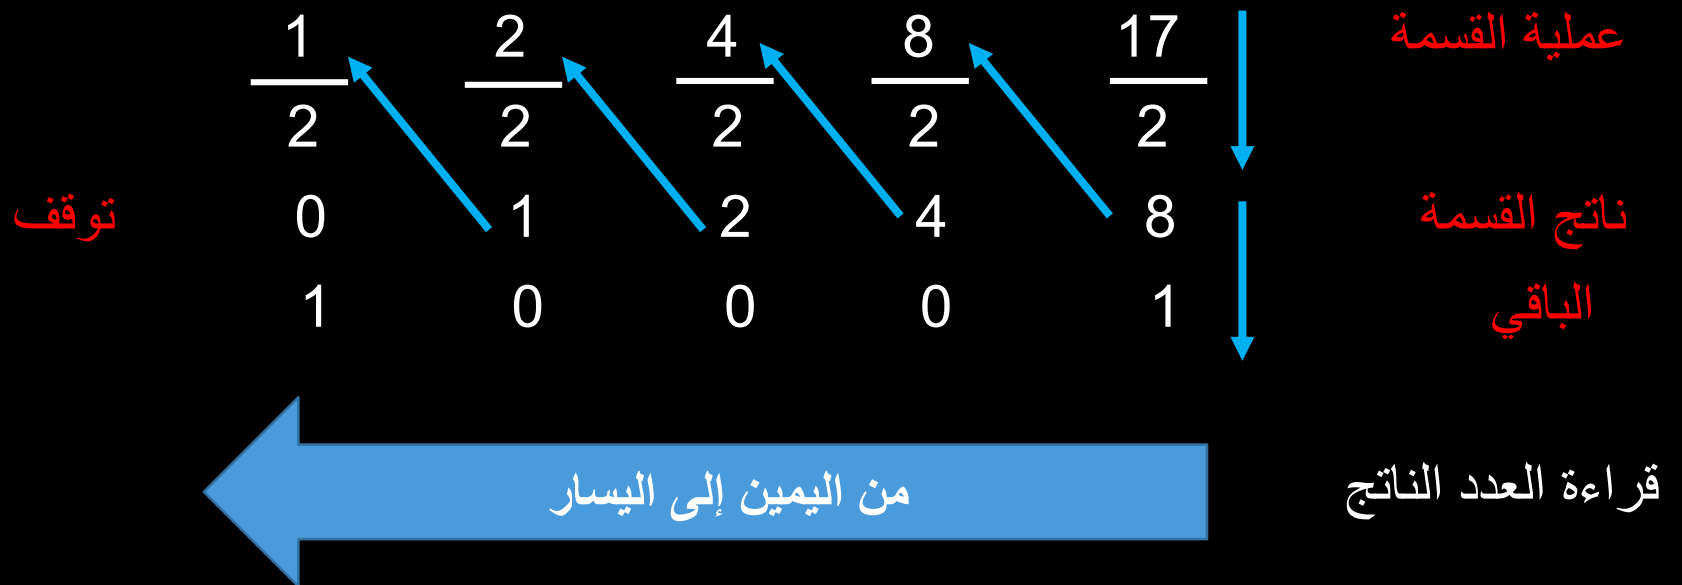 عملية القسمة 17 8 4 2 1
2 2 2 2 2
ناتج القسمة 8 4 2 1 0 توقف
الباقي 1 0 0 0 1
قراءة العدد الناتج من اليمين إلى اليسار